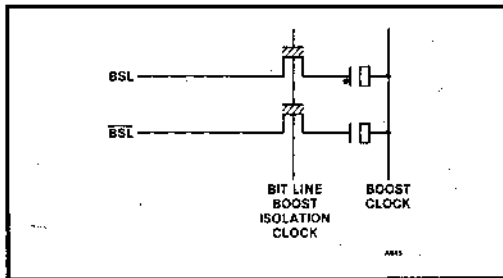 BSL
BSL
BIT LINE
BOOST
ISOLATION
CLOCK
BOOST
CLOCK